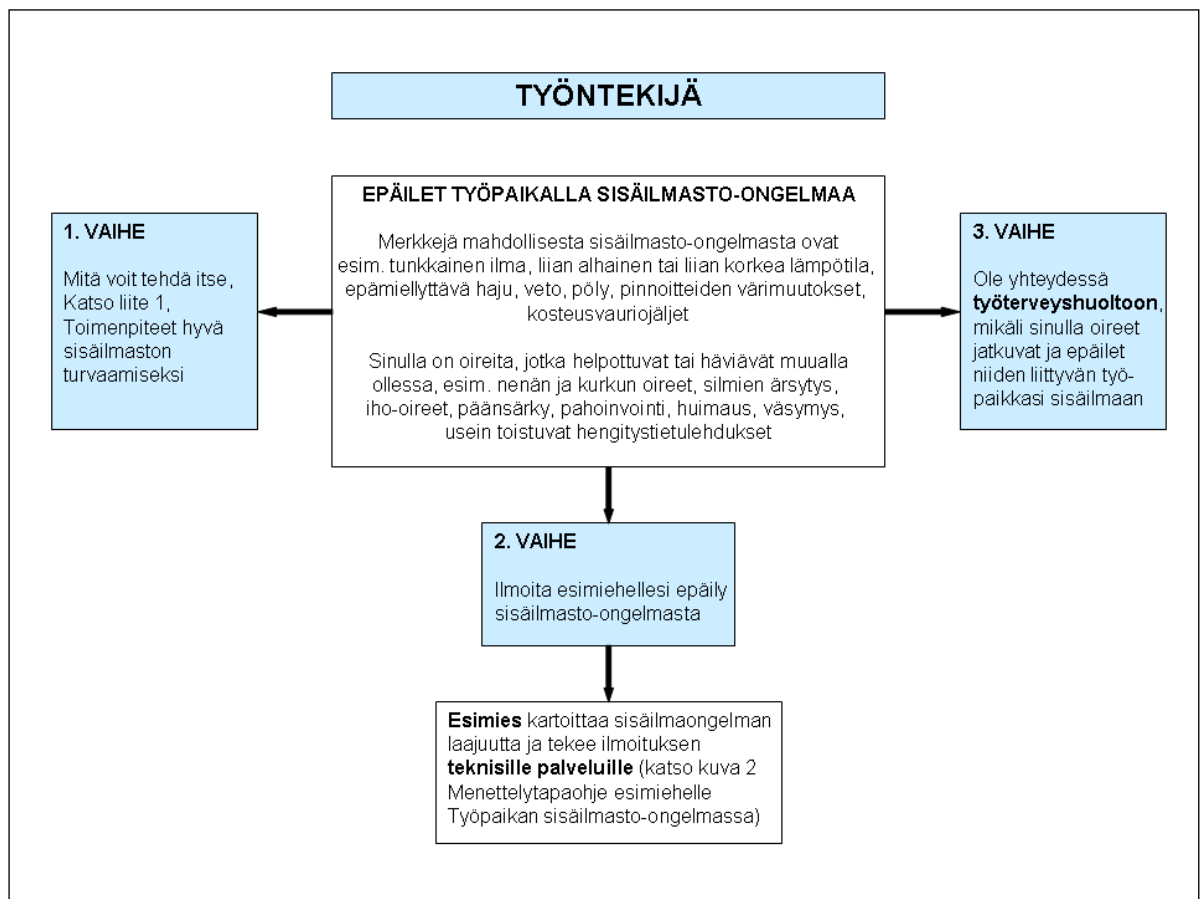 TYÖNTEKIJÄ
EPÄILET TYÖPAIKALLA SISÄILMASTO-ONGELMAA
Merkkejä mahdollisesta sisäilmasto-ongelmasta ovat
esim. tunkkainen ilma, liian alhainen tai liian korkea lämpötila,
epämiellyttävä haju, veto, pöly, pinnoitteiden värimuutokset,
kosteusvauriojäljet
Sinulla on oireita, jotka helpottuvat tai häviävät muualla
ollessa, esim. nenän ja kurkun oireet, silmien ärsytys,
iho-oireet, päänsärky, pahoinvointi, huimaus, väsymys,
usein toistuvat hengitystietulehdukset
1. VAIHE
Mitä voit tehdä itse,
Katso liite 1,
Toimenpiteet hyvä
sisäilmaston
turvaamiseksi
2. VAIHE
Ilmoita esimiehellesi epäily
sisäilmasto-ongelmasta
3. VAIHE
Ole yhteydessä
työterveyshuoltoon,
mikäli sinulla oireet
jatkuvat ja epäilet
niiden liittyvän työ-
paikkasi sisäilmaan
Esimies kartoittaa sisäilmaongelman
laajuutta ja tekee ilmoituksen
teknisille palveluille (katso kuva 2
Menettelytapaohje esimiehelle
Työpaikan sisäilmasto-ongelmassa)